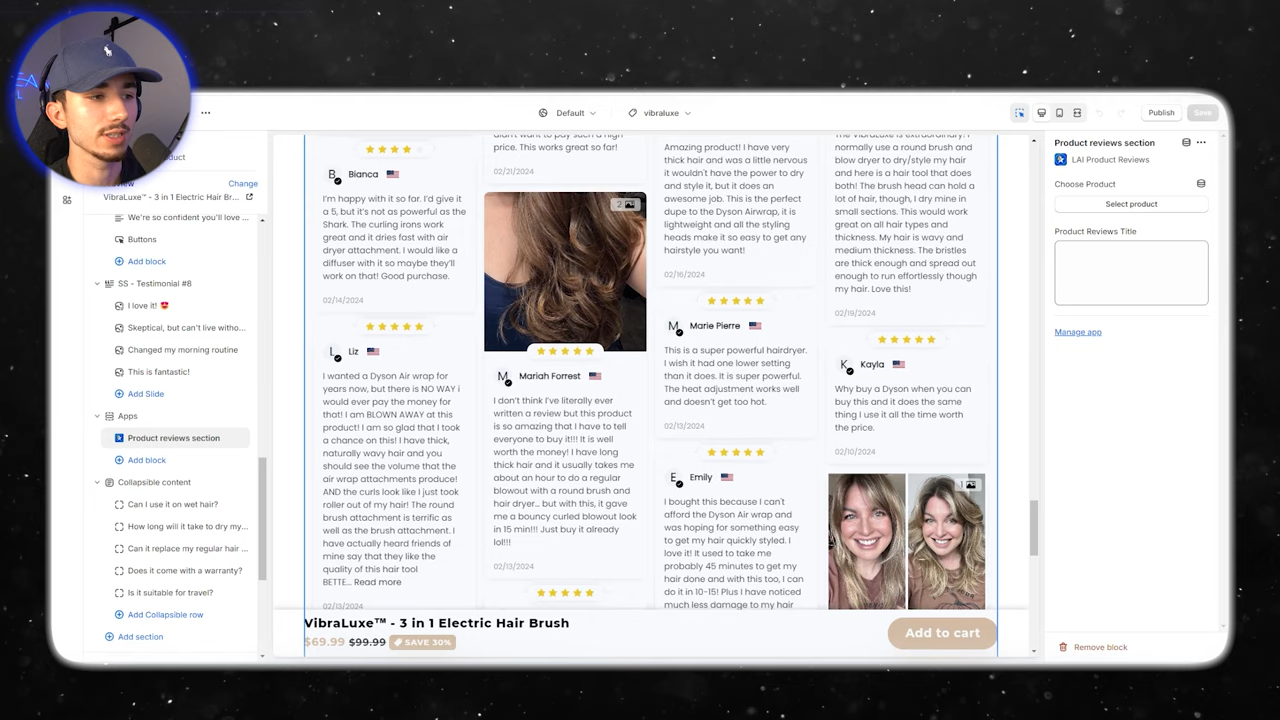 Default
vibraluxe
Publish
Save
Change
VibraLuxe™ - 3 in 1 Electric Hair Br...
We're so confident you'll love ...
Buttons
Add block
SS - Testimonial #8
I love it! 😍
Skeptical, but can't live witho...
Changed my morning routine
This is fantastic!
Add Slide
Apps
Product reviews section
Add block
Collapsible content
Can I use it on wet hair?
How long will it take to dry my...
Can it replace my regular hair ...
Does it come with a warranty?
Is it suitable for travel?
Add Collapsible row
Add section
B
Bianca
I'm happy with it so far. I'd give it
a 5, but it's not as powerful as the
Shark. The curling irons work
great and it dries fast with air
dryer attachment. I would like a
diffuser with it so maybe they'll
work on that! Good purchase.
02/14/2024
L
Liz
I wanted a Dyson Air wrap for
years now, but there is NO WAY i
would ever pay the money for
that! I am BLOWN AWAY at this
product! I am so glad that I took
a chance on this! I have thick,
naturally wavy hair and you
should see the volume that the
air wrap attachments produce!
AND the curls look like I just took
roller out of my hair! The round
brush attachment is terrific as
well as the brush attachment. I
have actually heard friends of
mine say that they like the
quality of this hair tool
BETTE... Read more
02/13/2024
didn't want to pay such a high
price. This works great so far!
02/21/2024
2
M
Mariah Forrest
I don't think I've literally ever
written a review but this product
is so amazing that I have to tell
everyone to buy it!!! It is well
worth the money! I have long
thick hair and it usually takes me
about an hour to do a regular
blowout with a round brush and
hair dryer... but with this, it gave
me a bouncy curled blowout look
in 15 min!!! Just buy it already
lol!!!
02/13/2024
Amazing product! I have very
thick hair and was a little nervous
it wouldn't have the power to dry
and style it, but it does an
awesome job. This is the perfect
dupe to the Dyson Airwrap, it is
lightweight and all the styling
heads make it so easy to get any
hairstyle you want!
02/16/2024
M
Marie Pierre
This is a super powerful hairdryer.
I wish it had one lower setting
than it does. It is super powerful.
The heat adjustment works well
and doesn't get too hot.
02/13/2024
E
Emily
I bought this because I can't
afford the Dyson Air wrap and
was hoping for something easy
to get my hair quickly styled. I
love it! It used to take me
probably 45 minutes to get my
hair done and with this too, I can
do it in 10-15! Plus I have noticed
much less damage to my hair
The VibraLuxe is extraordinary! I
normally use a round brush and
blow dryer to dry/style my hair
and here is a hair tool that does
both! The brush head can hold a
lot of hair, though, I dry mine in
small sections. This would work
great on all hair types and
thickness. My hair is wavy and
medium thickness. The bristles
are thick enough and spread out
enough to run effortlessly though
my hair. Love this!
02/19/2024
K
Kayla
Why buy a Dyson when you can
buy this and it does the same
thing I use it all the time worth
the price.
02/10/2024
1
VibraLuxe™ - 3 in 1 Electric Hair Brush
$69.99 $99.99 SAVE 30%
Add to cart
Product reviews section
LAI Product Reviews
Choose Product
Select product
Product Reviews Title
Manage app
Remove block